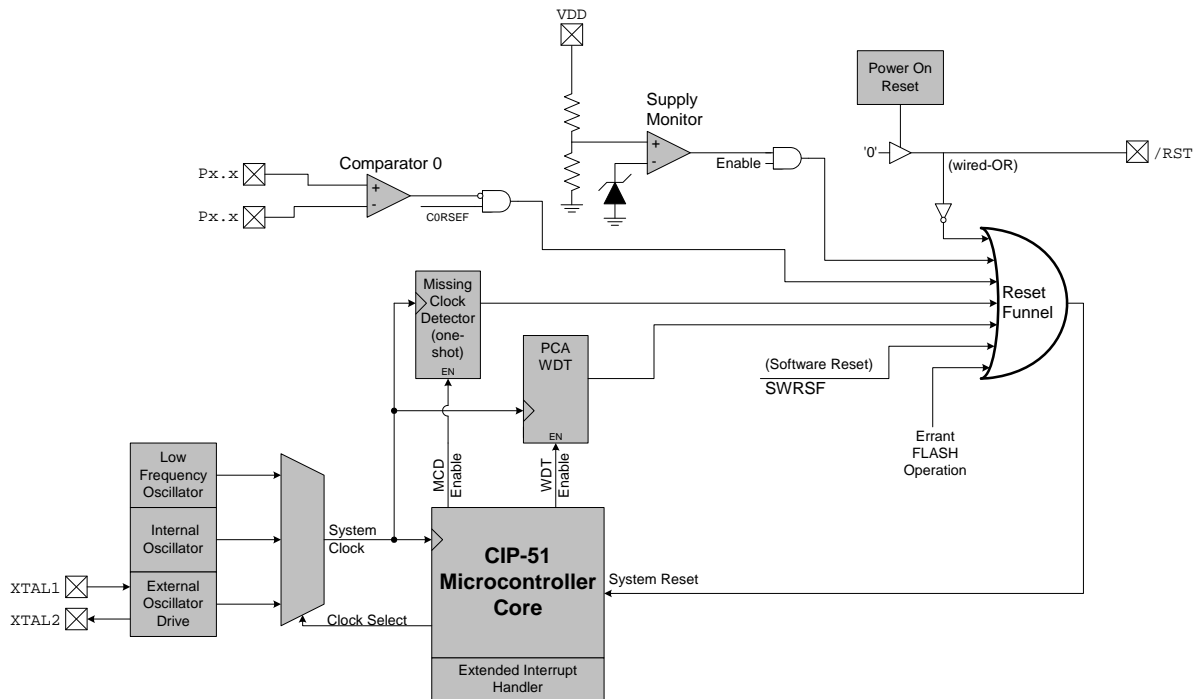 VDD
Power On
Reset
Supply
Monitor
+
-
Enable
'0'
(wired-OR)
/RST
Comparator 0
Px.x
Px.x
+
-
C0RSEF
Missing
Clock
Detector
(one-
shot)
EN
PCA
WDT
EN
Reset
Funnel
(Software Reset)
SWRSF
Errant
FLASH
Operation
MCD
Enable
WDT
Enable
Low
Frequency
Oscillator
Internal
Oscillator
External
Oscillator
Drive
XTAL1
XTAL2
System
Clock
Clock Select
CIP-51
Microcontroller
Core
System Reset
Extended Interrupt
Handler